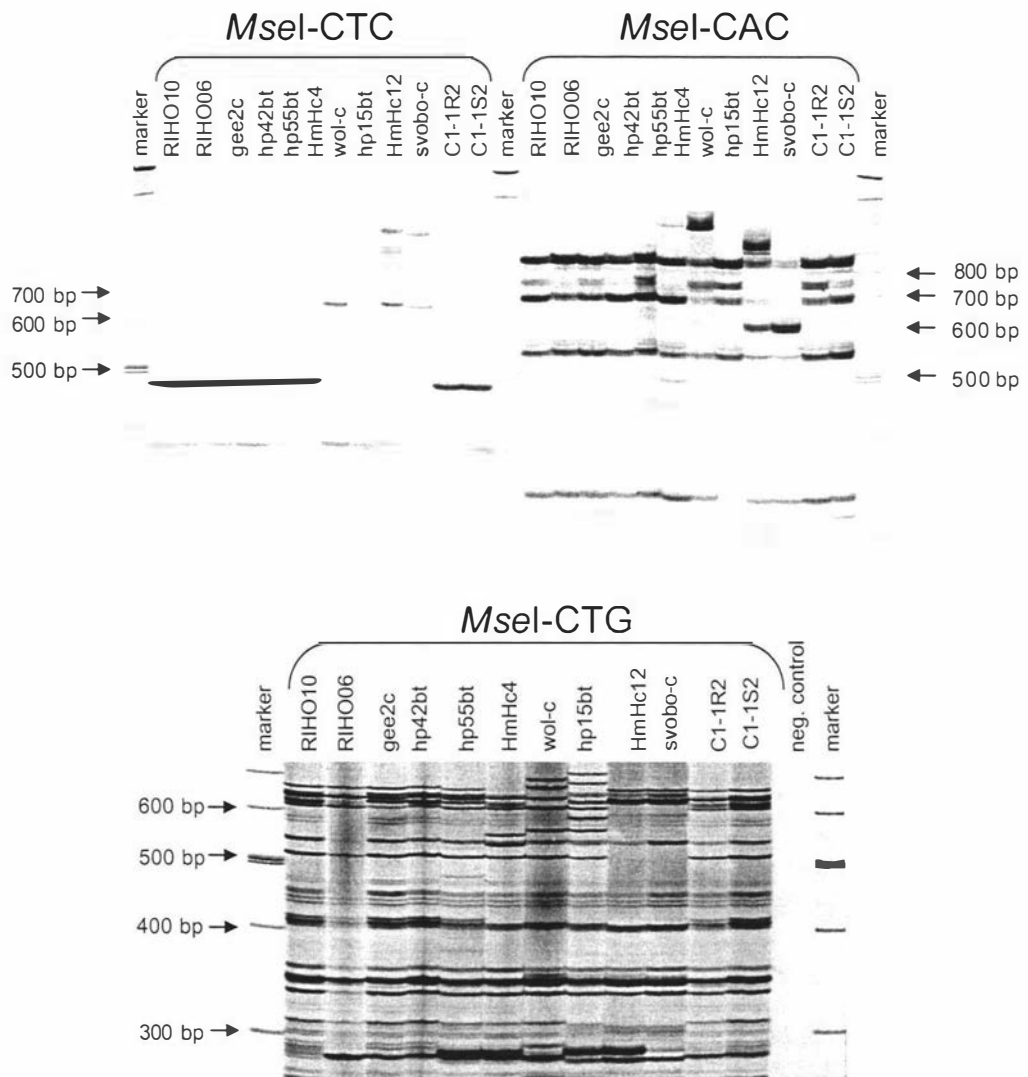 MseI-CTC
MseI-CAC
marker
RIHO10
RIHO06
gee2c
hp42bt
hp55bt
HmHc4
wol-c
hp15bt
HmHc12
svobo-c
C1-1R2
C1-1S2
marker
RIHO10
RIHO06
gee2c
hp42bt
hp55bt
HmHc4
wol-c
hp15bt
HmHc12
svobo-c
C1-1R2
C1-1S2
marker
700 bp
600 bp
500 bp
800 bp
700 bp
600 bp
500 bp
MseI-CTG
marker
RIHO10
RIHO06
gee2c
hp42bt
hp55bt
HmHc4
wol-c
hp15bt
HmHc12
svobo-c
C1-1R2
C1-1S2
neg. control
marker
600 bp
500 bp
400 bp
300 bp